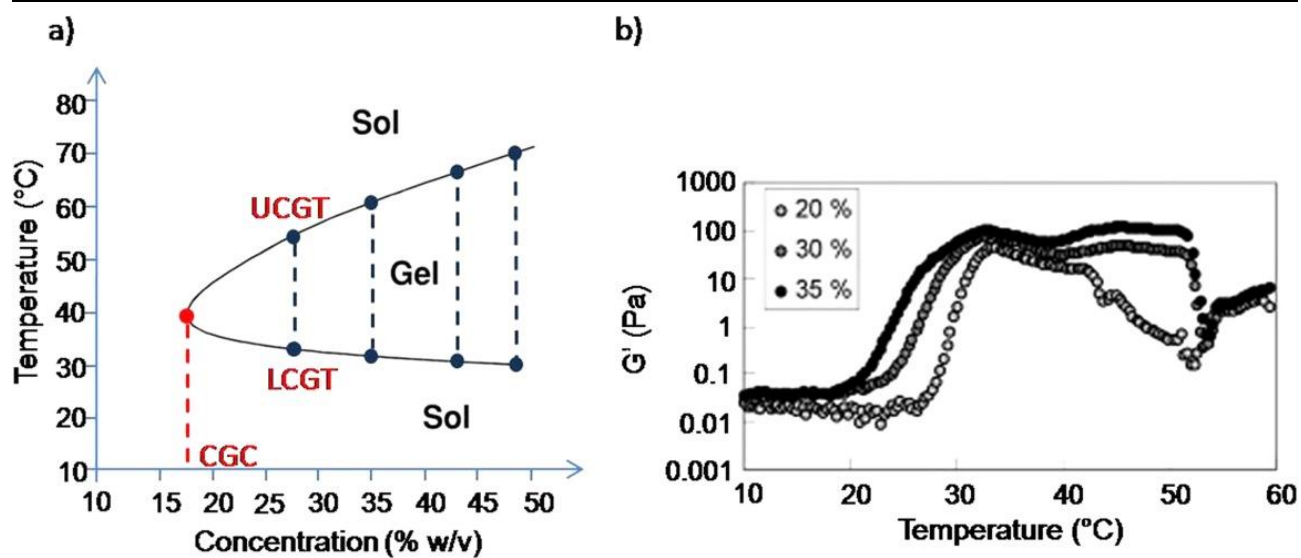 a)
80
70
60
50
40
30
20
10
Temperature (°C)
Sol
UCGT
Gel
LCGT
Sol
CGC
10 15 20 25 30 35 40 45 50
Concentration (% w/v)
b)
1000
100
10
1
0.1
0.01
0.001
G' (Pa)
20 %
30 %
35 %
10 20 30 40 50 60
Temperature (°C)